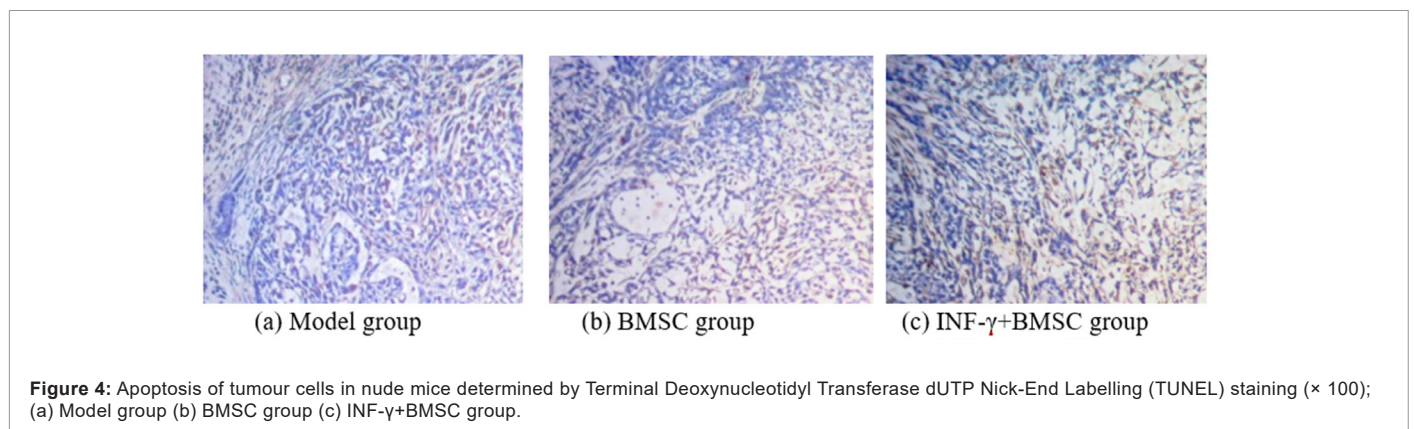 (a) Model group
(b) BMSC group
(c) INF-γ+BMSC group
Figure 4: Apoptosis of tumour cells in nude mice determined by Terminal Deoxynucleotidyl Transferase dUTP Nick-End Labelling (TUNEL) staining (× 100);
(a) Model group (b) BMSC group (c) INF-γ+BMSC group.